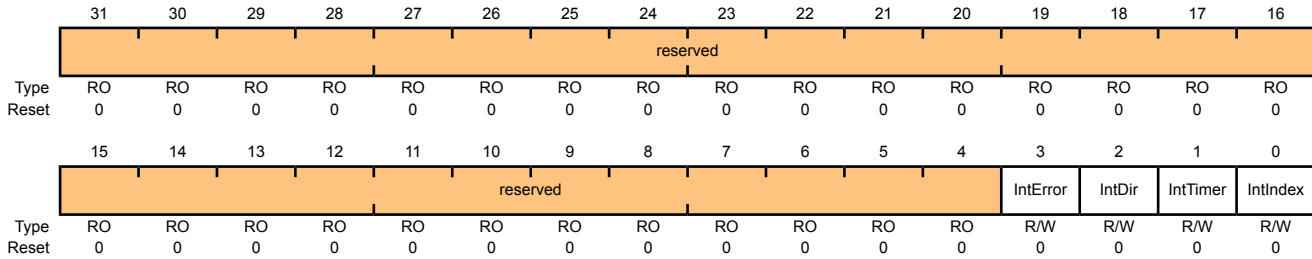 31 30 29 28 27 26 25 24 23 22 21 20 19 18 17 16
reserved
Type RO RO RO RO RO RO RO RO RO RO RO RO RO RO RO RO
Reset 0 0 0 0 0 0 0 0 0 0 0 0 0 0 0 0
15 14 13 12 11 10 9 8 7 6 5 4 3 2 1 0
reserved IntError IntDir IntTimer IntIndex
Type RO RO RO RO RO RO RO RO RO RO RO RO R/W R/W R/W R/W
Reset 0 0 0 0 0 0 0 0 0 0 0 0 0 0 0 0